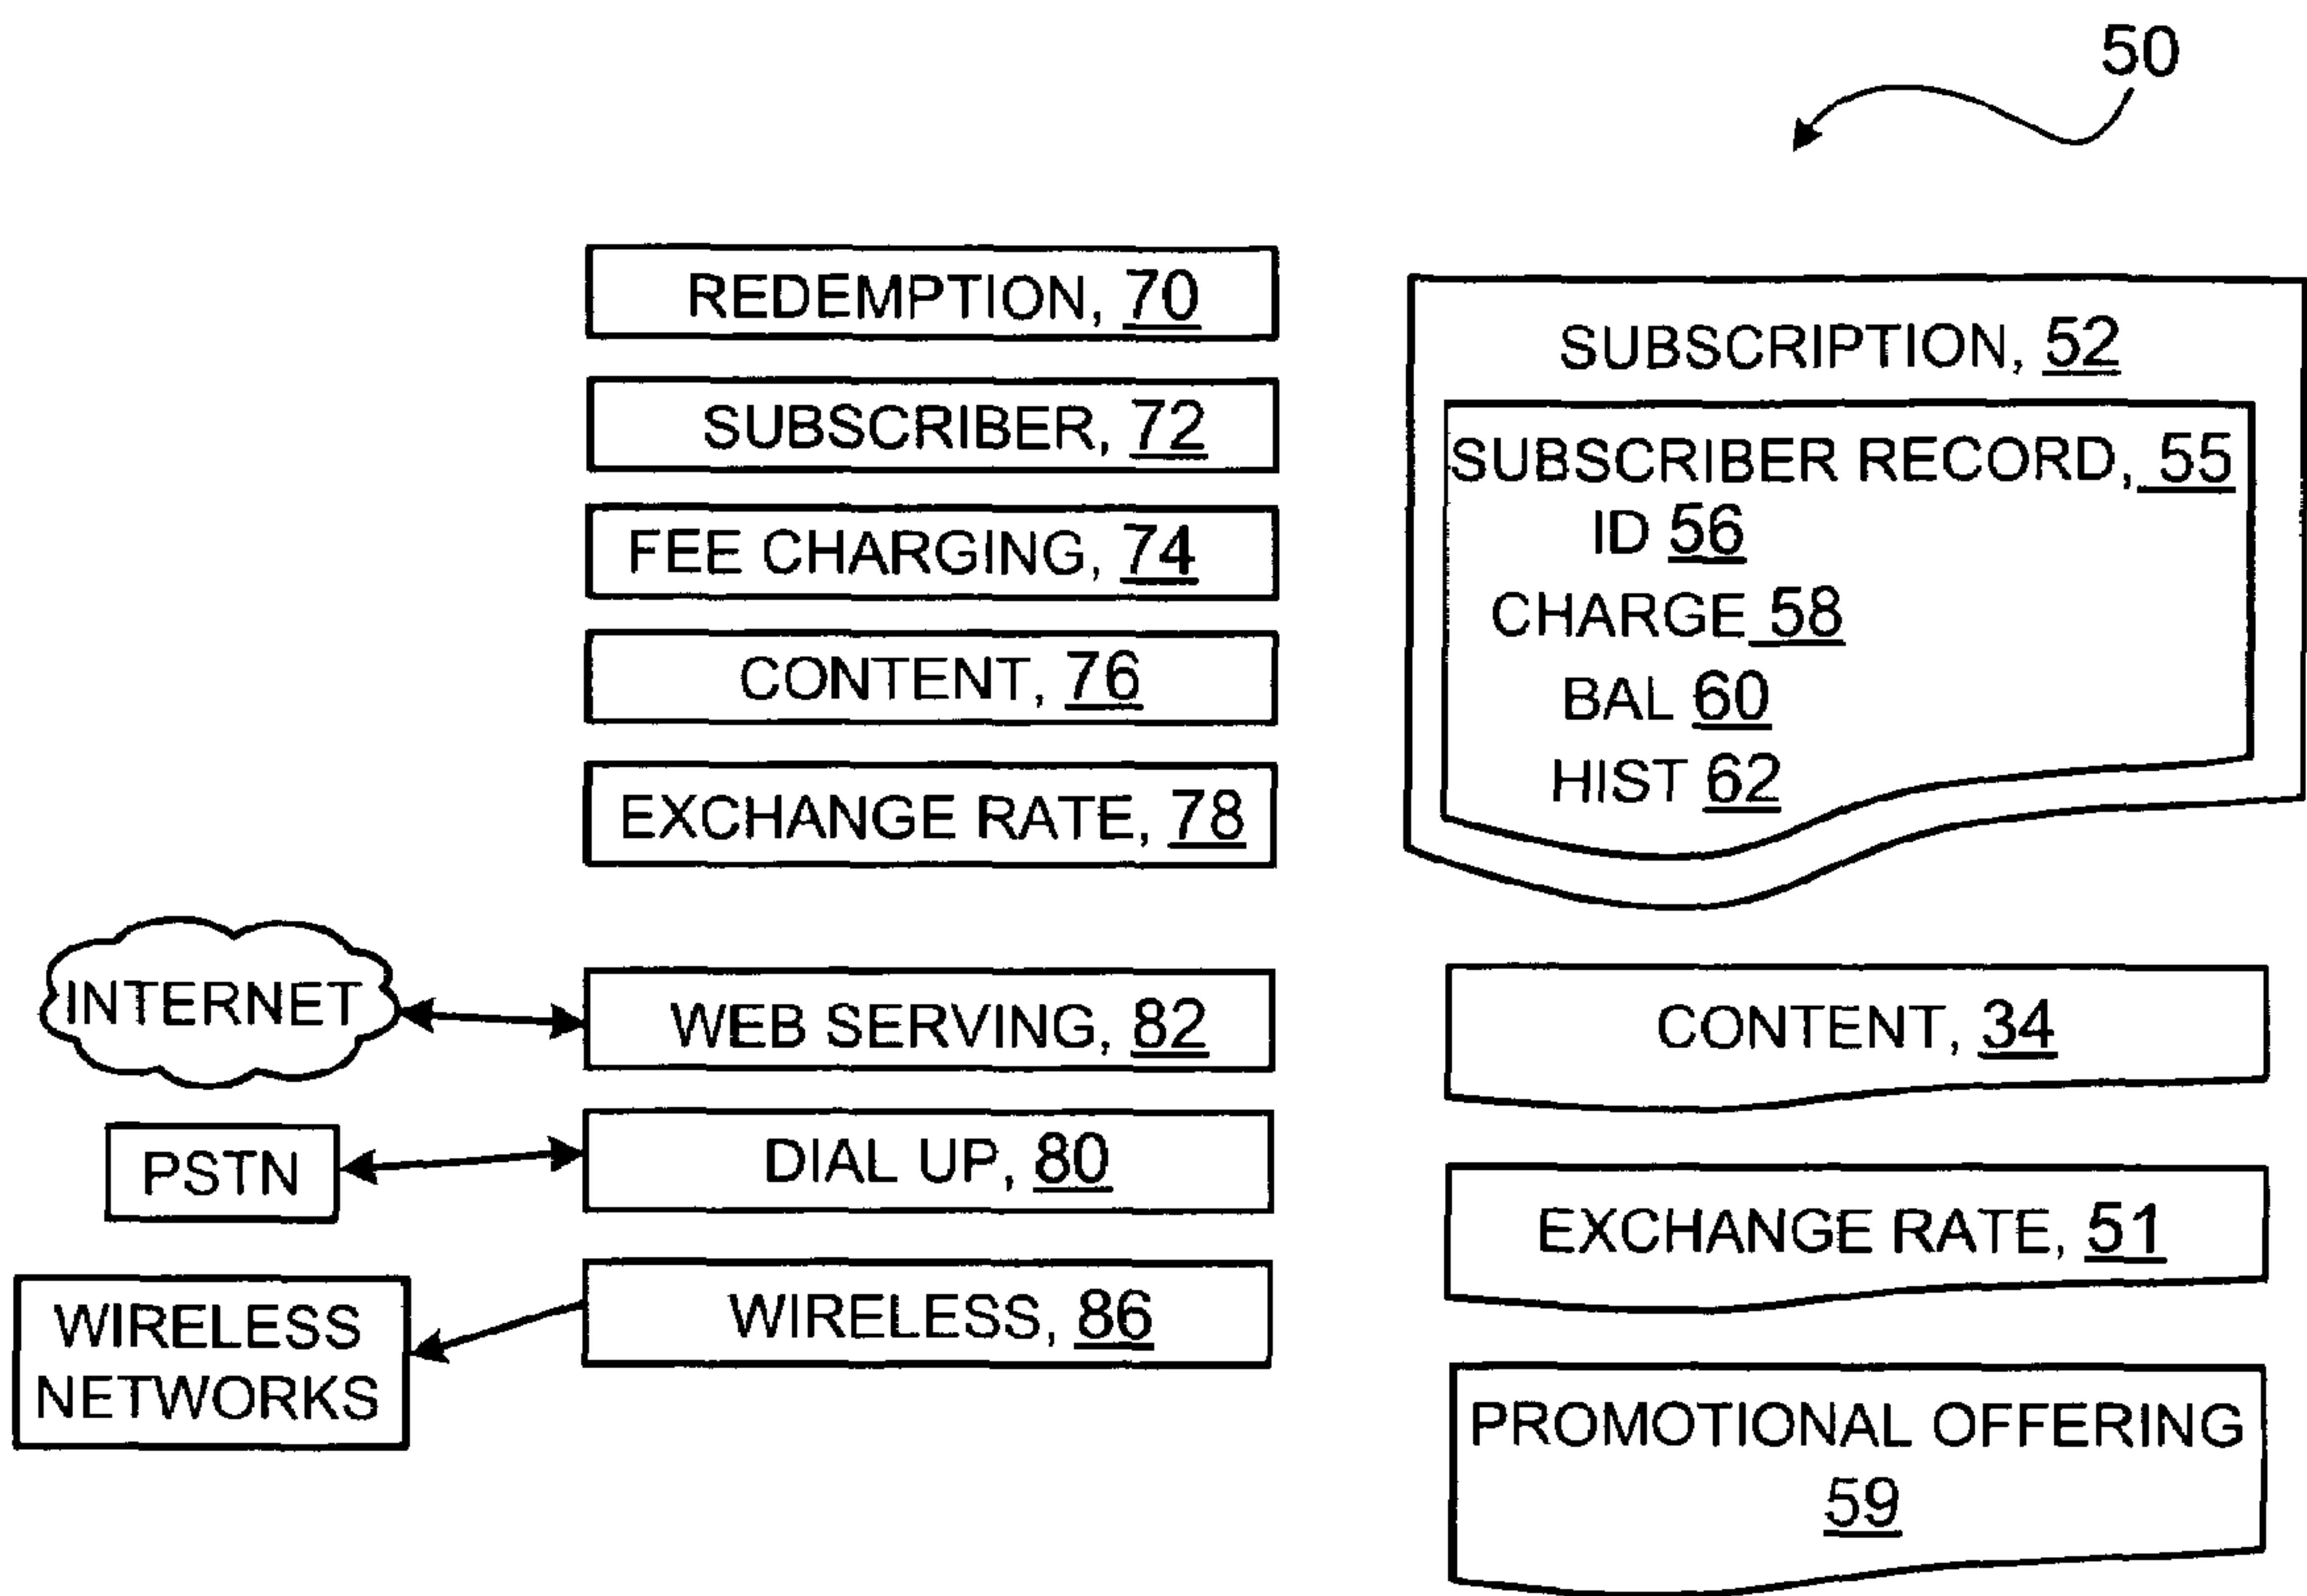 50
REDEMPTION, 70
SUBSCRIBER, 72
FEE CHARGING, 74
CONTENT, 76
EXCHANGE RATE, 78
SUBSCRIPTION, 52
SUBSCRIBER RECORD, 55
ID 56
CHARGE 58
BAL 60
HIST 62
INTERNET
WEB SERVING, 82
PSTN
DIAL UP, 80
WIRELESS
NETWORKS
WIRELESS, 86
CONTENT, 34
EXCHANGE RATE, 51
PROMOTIONAL OFFERING
59